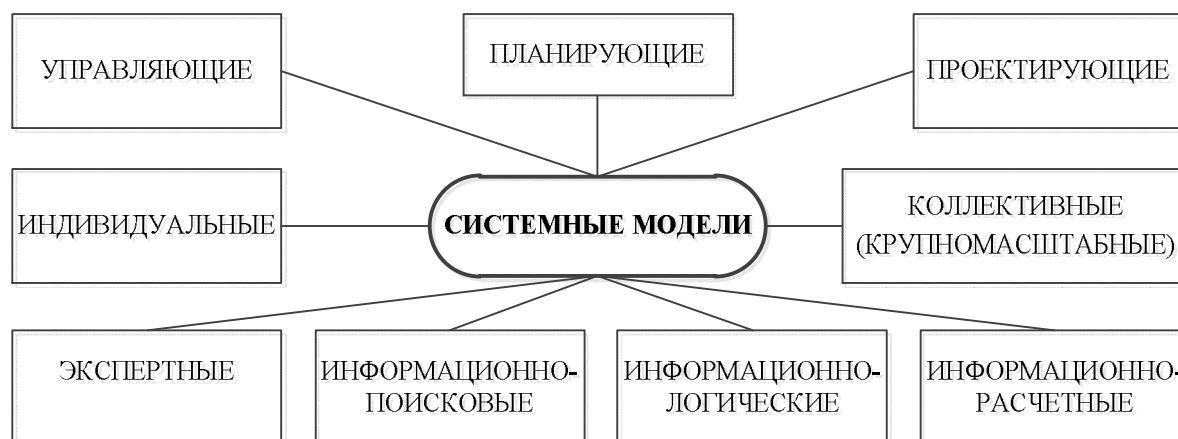 УПРАВЛЯЮЩИЕ
ПЛАНИРУЮЩИЕ
ПРОЕКТИРУЮЩИЕ
ИНДИВИДУАЛЬНЫЕ
СИСТЕМНЫЕ МОДЕЛИ
КОЛЛЕКТИВНЫЕ
(КРУПНОМАСШТАБНЫЕ)
ЭКСПЕРТНЫЕ
ИНФОРМАЦИОННО-
ПОИСКОВЫЕ
ИНФОРМАЦИОННО-
ЛОГИЧЕСКИЕ
ИНФОРМАЦИОННО-
РАСЧЕТНЫЕ